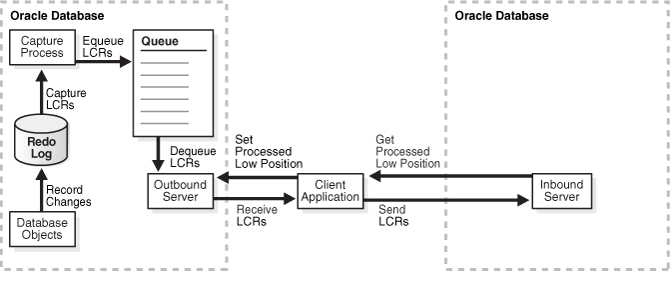 Oracle Database
Capture
Process
Equeue
LCRs
Queue
Capture
LCRs
Redo
Log
Record
Changes
Database
Objects
Dequeue
LCRs
Outbound
Server
Set
Processed
Low Position
Receive
LCRs
Client
Application
Get
Processed
Low Position
Send
LCRs
Oracle Database
Inbound
Server